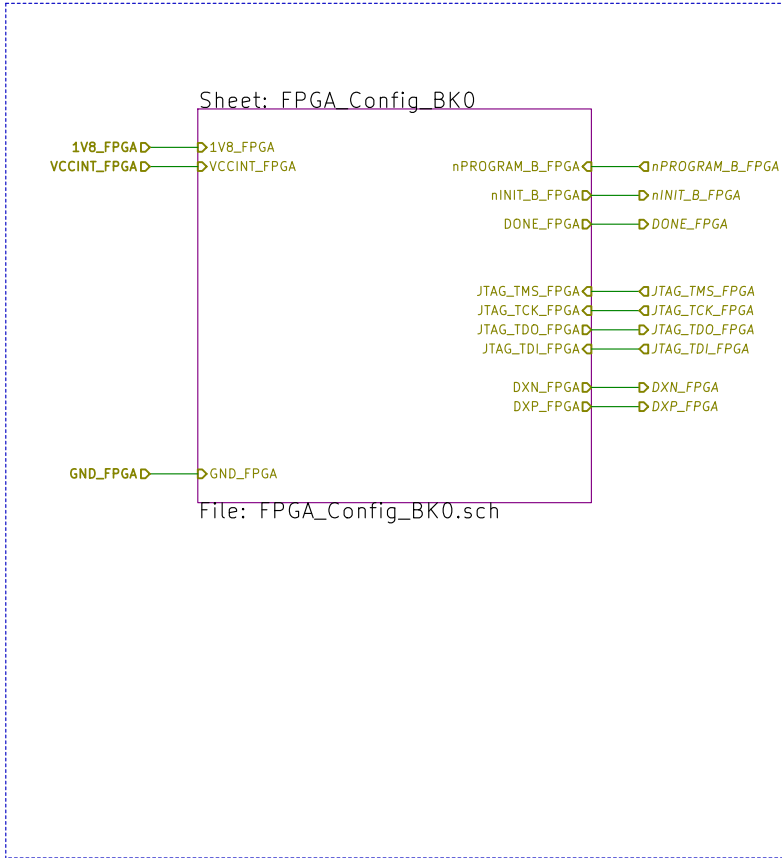 Sheet: FPGA_Config_BK0
1V8_FPGA 1V8_FPGA
VCCINT_FPGA VCCINT_FPGA nPROGRAM_B_FPGA nPROGRAM_B_FPGA
nINIT_B_FPGA nINIT_B_FPGA
DONE_FPGA DONE_FPGA
JTAG_TMS_FPGA JTAG_TMS_FPGA
JTAG_TCK_FPGA JTAG_TCK_FPGA
JTAG_TDO_FPGA JTAG_TDO_FPGA
JTAG_TDI_FPGA JTAG_TDI_FPGA
DXN_FPGA DXN_FPGA
DXP_FPGA DXP_FPGA
GND_FPGA GND_FPGA
File: FPGA_Config_BK0.sch